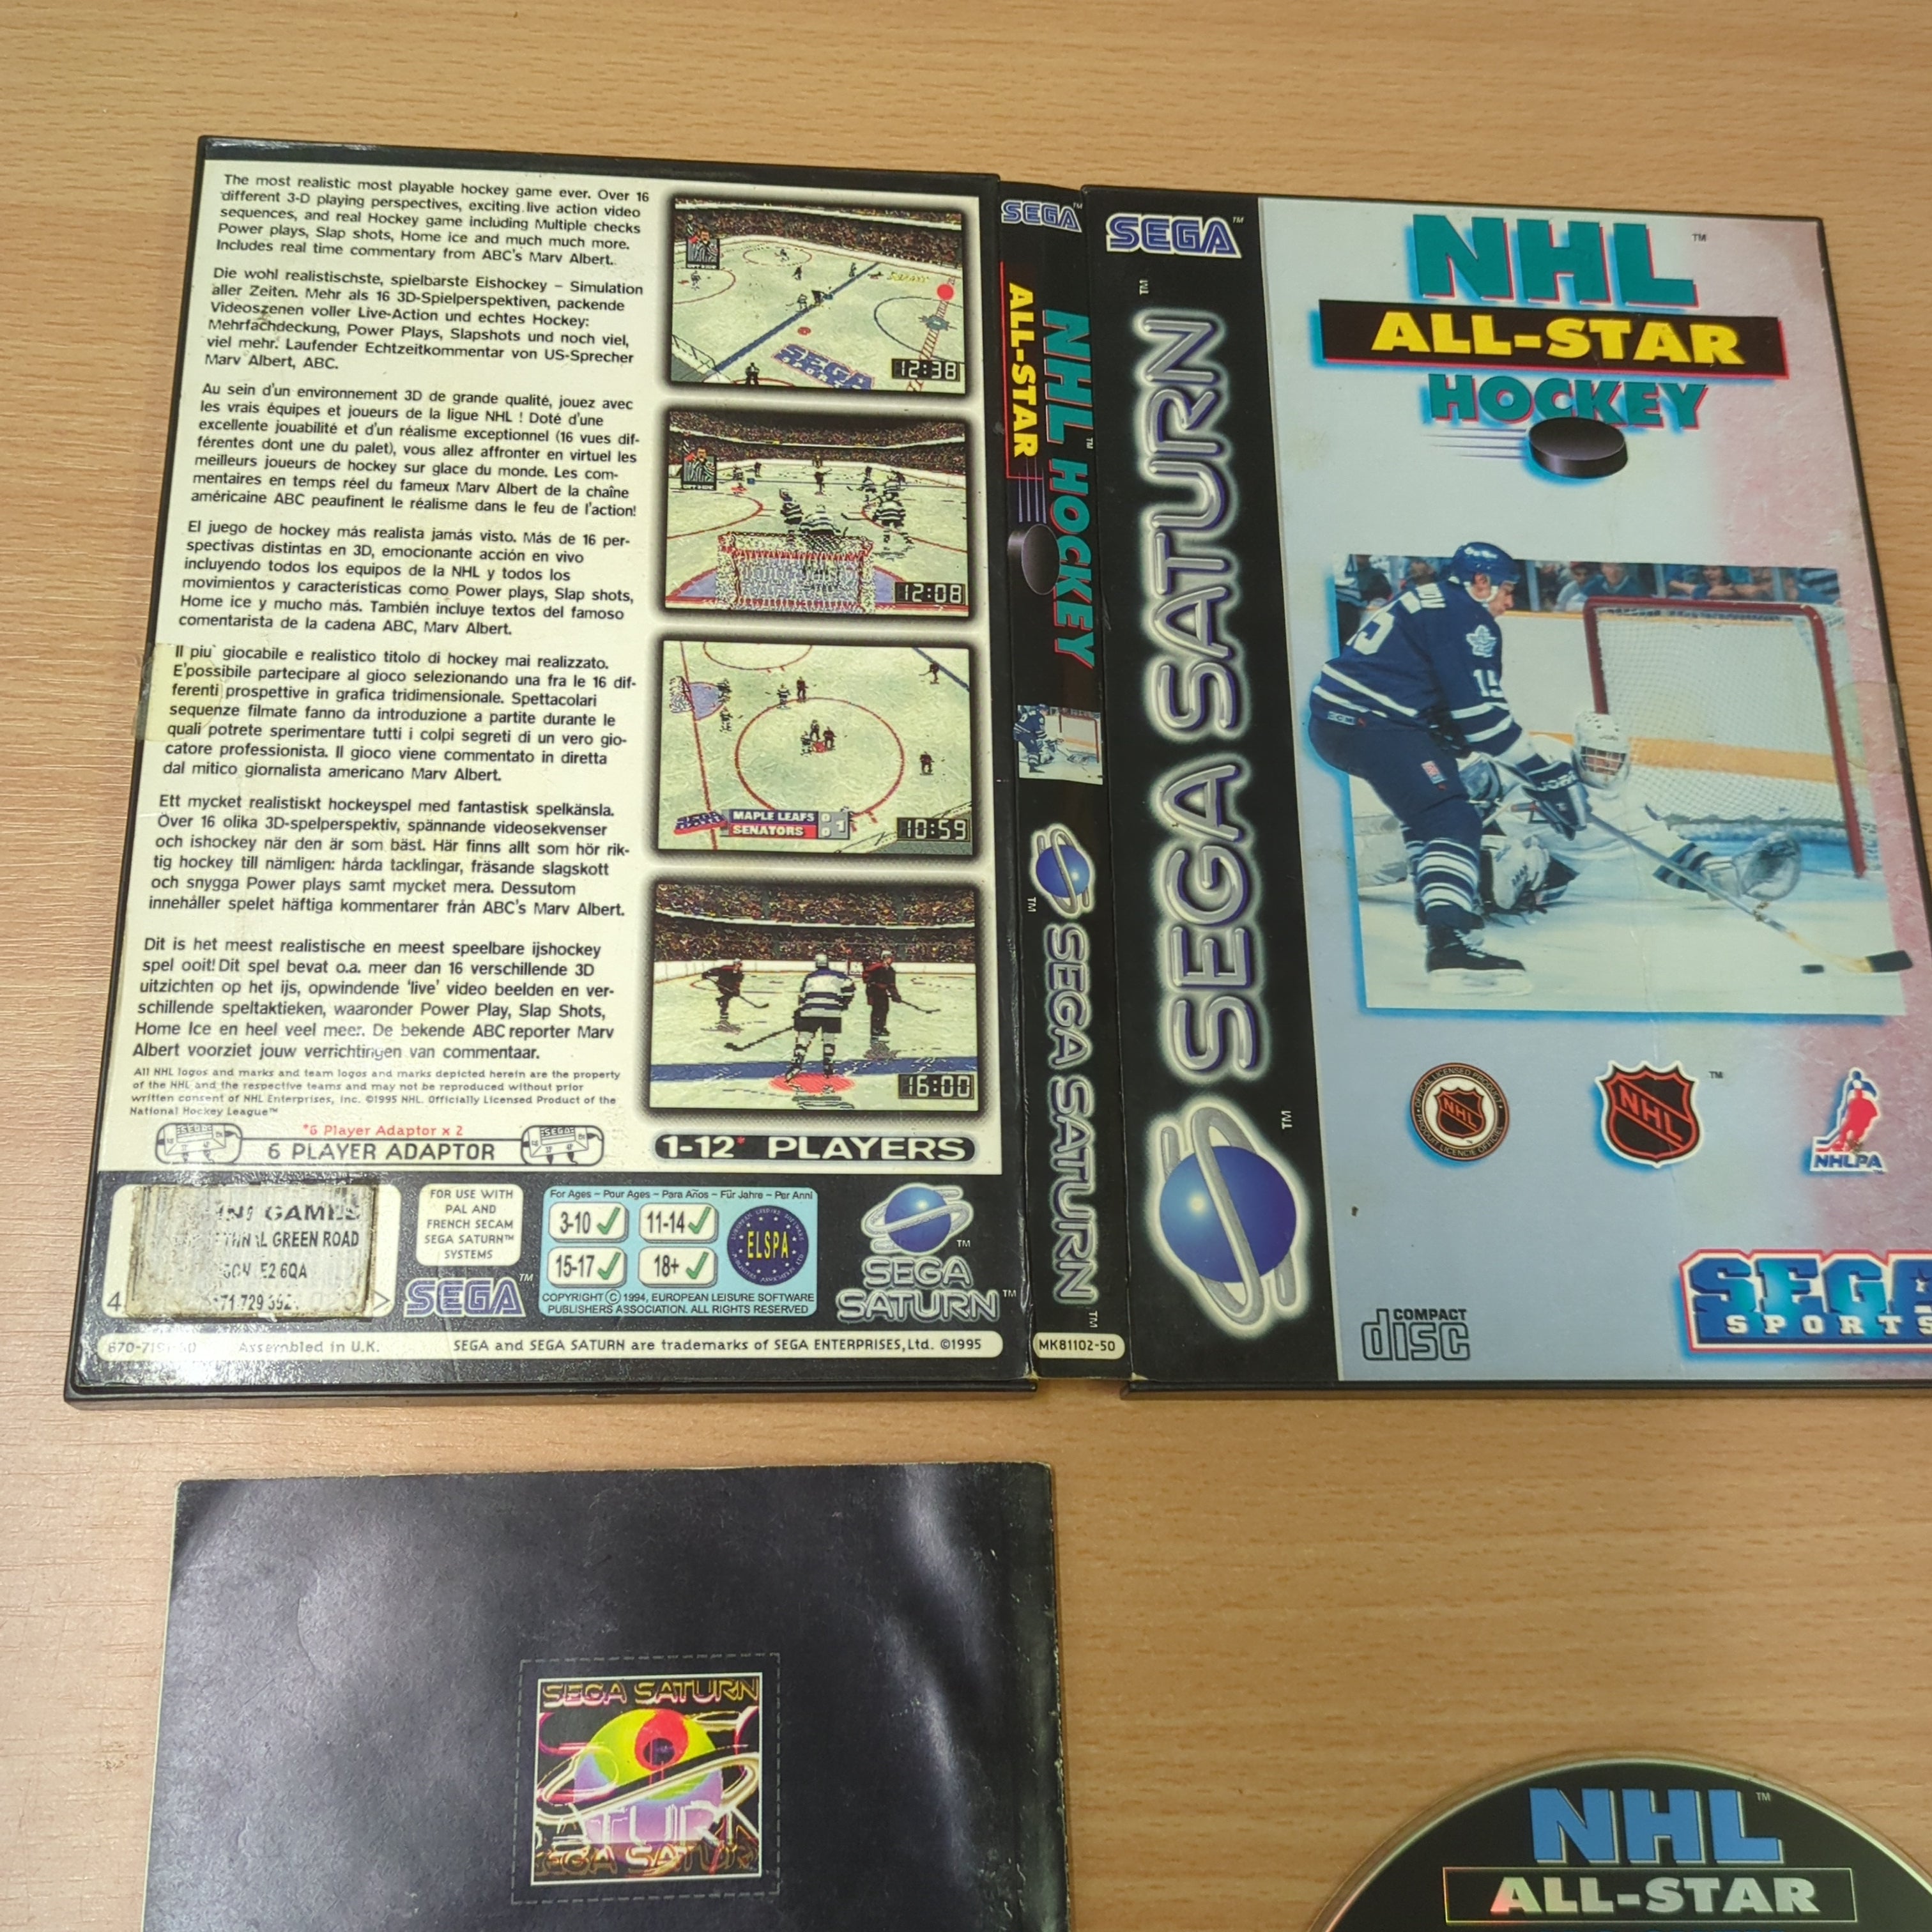 The most realistic most playable hockey game ever. Over 16
different 3-D playing perspectives, exciting live action video
sequences, and real Hockey game including Multiple checks
Power plays, Slap shots, Home ice and much much more.
Includes real time commentary from ABC's Marv Albert.
Die wohl realistischste, spielbarste Eishockey – Simulation
aller Zeiten. Mehr als 16 3D-Spielperspektiven, packende
Videoszenen voller Live-Action und echtes Hockey:
Mehrfachdeckung, Power Plays, Slapshots und noch viel,
viel mehr. Laufender Echtzeitkommentar von US-Sprecher
Marv Albert, ABC.
Au sein d'un environnement 3D de grande qualité, jouez avec
les vrais équipes et joueurs de la ligue NHL ! Doté d'une
excellente jouabilité et d'un réalisme exceptionnel (16 vues dif-
férentes dont une du palet), vous allez affronter en virtuel les
meilleurs joueurs de hockey sur glace du monde. Les com-
mentaires en temps réel du fameux Marv Albert de la chaîne
américaine ABC peaufinent le réalisme dans le feu de l'action!
El juego de hockey más realista jamás visto. Más de 16 per-
spectivas distintas en 3D, emocionante acción en vivo
incluyendo todos los equipos de la NHL y todos los
movimientos y caracteristicas como Power plays, Slap shots,
Home ice y mucho más. También incluye textos del famoso
comentarista de la cadena ABC, Marv Albert.
Il piu` giocabile e realistico titolo di hockey mai realizzato.
E'possibile partecipare al gioco selezionando una fra le 16 dif-
ferenti prospettive in grafica tridimensionale. Spettacolari
sequenze filmate fanno da introduzione a partite durante le
quali potrete sperimentare tutti i colpi segreti di un vero gio-
catore professionista. Il gioco viene commentato in diretta
dal mitico giornalista americano Marv Albert.
Ett mycket realistiskt hockeyspel med fantastisk spelkänsla.
Över 16 olika 3D-spelperspektiv, spännande videosekvenser
och ishockey när den är som bäst. Här finns allt som hör rik-
tig hockey till nämligen: hårda tacklingar, fräsande slagskott
och snygga Power plays samt mycket mera. Dessutom
innehåller spelet häftiga kommentarer från ABC's Marv Albert.
Dit is het meest realistische en meest speelbare ijshockey
spel ooit! Dit spel bevat o.a. meer dan 16 verschillende 3D
uitzichten op het ijs, opwindende 'live' video beelden en ver-
schillende speltaktieken, waaronder Power Play, Slap Shots,
Home Ice en heel veel meer. De bekende ABC reporter Marv
Albert voorziet jouw verrichtingen van commentaar.
All NHL logos and marks and team logos and marks depicted herein are the property
of the NHL and the respective teams and may not be reproduced without prior
written consent of NHL Enterprises, Inc. ©1995 NHL. Officially Licensed Product of the
National Hockey League™
*6 Player Adaptor x 2
SEGA
6 PLAYER ADAPTOR
SEGA
SEGA
12:38
12:08
MAPLE LEAFS 0
SENATORS 0
1
10:59
16:00
1-12* PLAYERS
GAMES
GREEN ROAD
E2 6QA
4
FOR USE WITH
PAL AND
FRENCH SECAM
SEGA SATURN™
SYSTEMS
SEGA™
For Ages – Pour Ages – Para Años – Für Jahre – Per Anni
3-10
11-14
15-17
18+
ELSPA
COPYRIGHT © 1994, EUROPEAN LEISURE SOFTWARE
PUBLISHERS ASSOCIATION. ALL RIGHTS RESERVED
SEGA
SATURN™
Assembled in U.K.
SEGA and SEGA SATURN are trademarks of SEGA ENTERPRISES,Ltd. ©1995
SEGA™
NHL™ HOCKEY
ALL-STAR
SEGA SATURN™
MK81102-50
SEGA™
SEGA SATURN™
NHL™
ALL-STAR
HOCKEY
15
15
NHL
NHL™
NHLPA
COMPACT
disc
SEGA
SPORTS
SEGA SATURN
NHL™
ALL-STAR